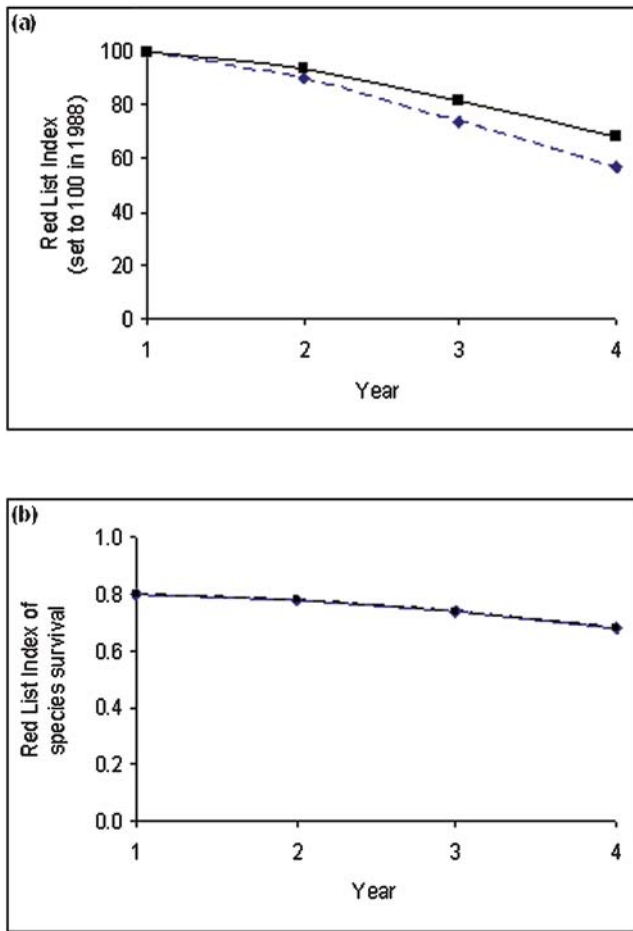 (a)
Red List Index
(set to 100 in 1988)
100
80
60
40
20
0
1 2 3 4
Year
(b)
Red List Index of
species survival
1.0
0.8
0.6
0.4
0.2
0.0
1 2 3 4
Year